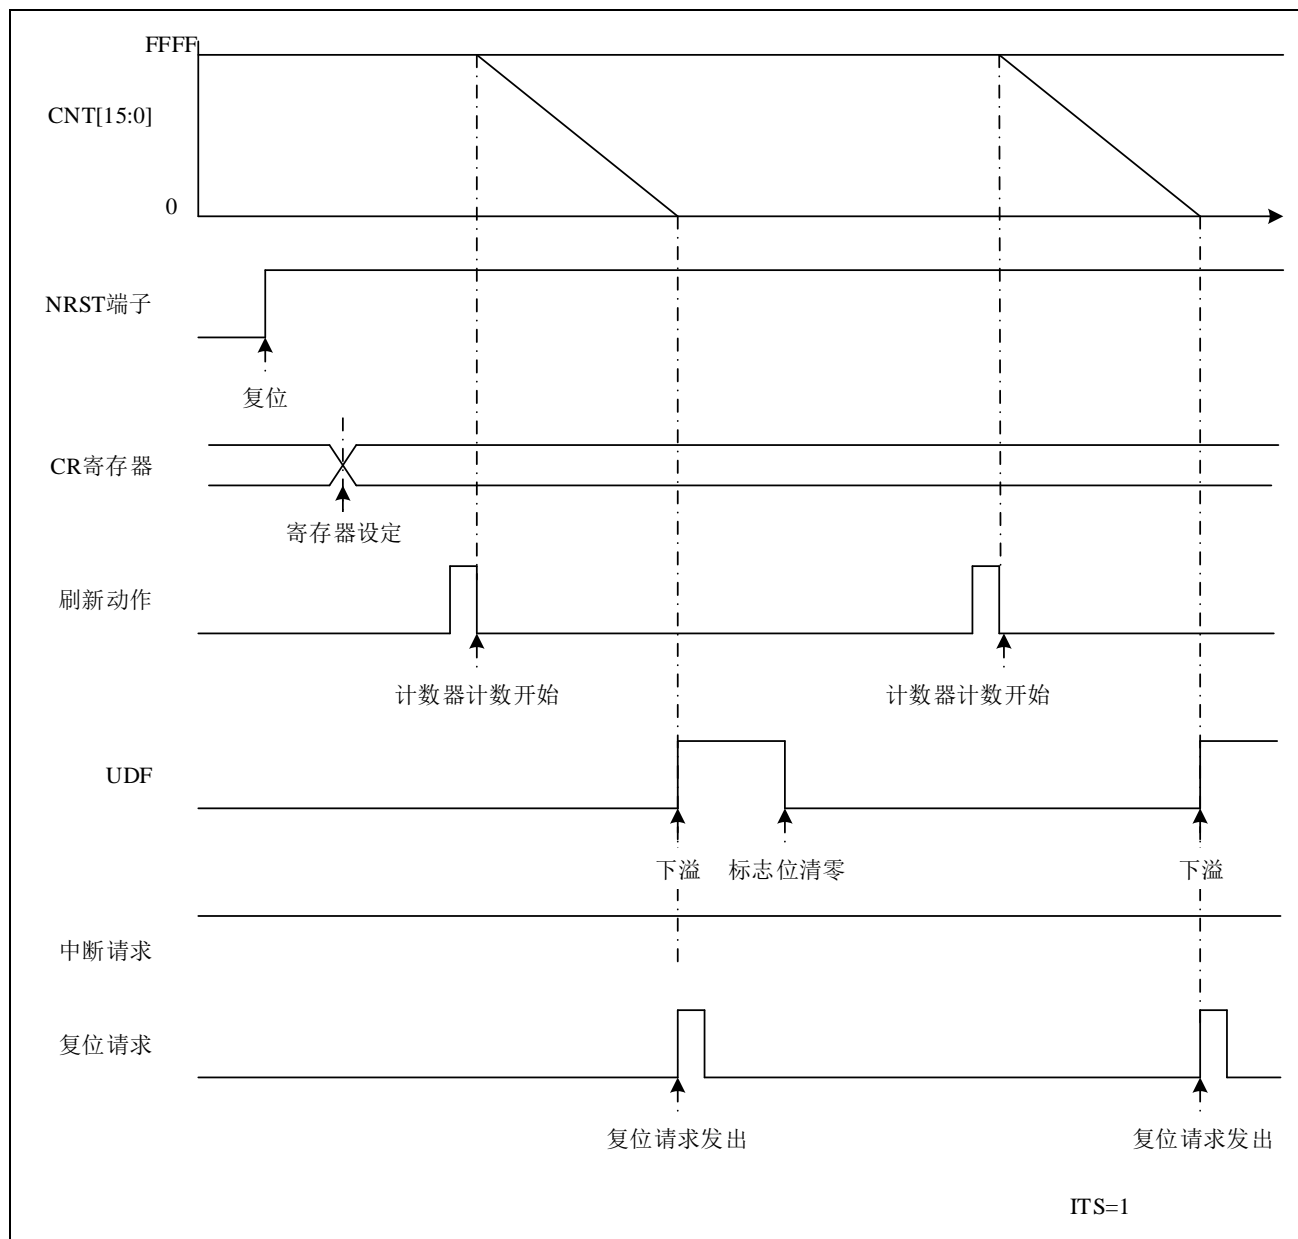 FFFF
CNT[15:0]
0
NRST端子
复位
CR寄存器
寄存器设定
刷新动作
计数器计数开始
计数器计数开始
UDF
下溢
标志位清零
下溢
中断请求
复位请求
复位请求发出
复位请求发出
ITS=1